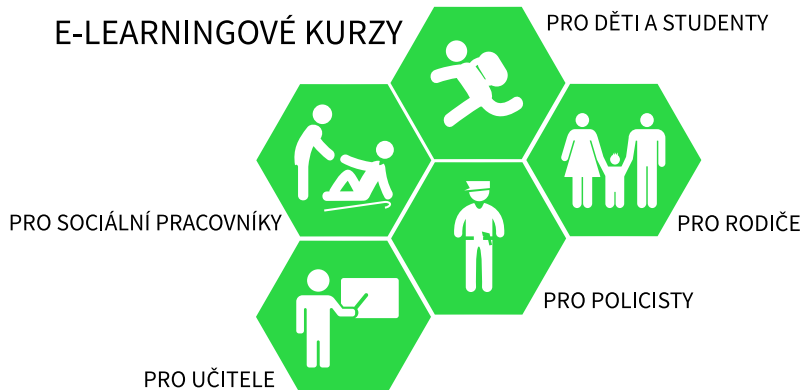 E-LEARNINGOVÉ KURZY
PRO DĚTI A STUDENTY
PRO SOCIÁLNÍ PRACOVNÍKY
PRO RODIČE
PRO POLICISTY
PRO UČITELE